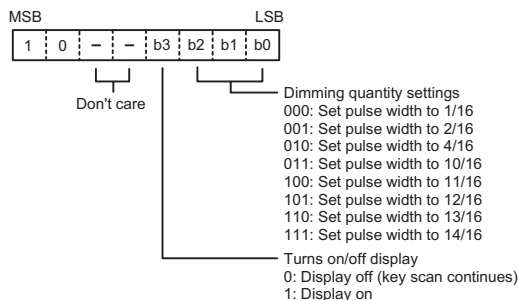 MSB LSB
1 0 – – b3 b2 b1 b0
Don't care
Dimming quantity settings
000: Set pulse width to 1/16
001: Set pulse width to 2/16
010: Set pulse width to 4/16
011: Set pulse width to 10/16
100: Set pulse width to 11/16
101: Set pulse width to 12/16
110: Set pulse width to 13/16
111: Set pulse width to 14/16
Turns on/off display
0: Display off (key scan continues)
1: Display on